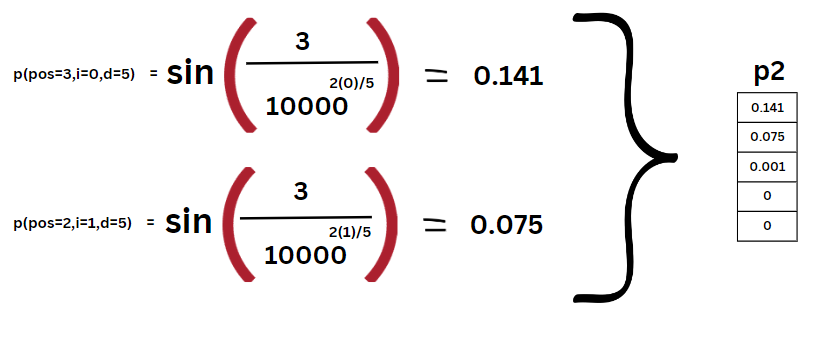 p(pos=3,i=0,d=5) = sin ( 3 / 10000 2(0)/5 ) = 0.141
p(pos=2,i=1,d=5) = sin ( 3 / 10000 2(1)/5 ) = 0.075
p2
0.141
0.075
0.001
0
0